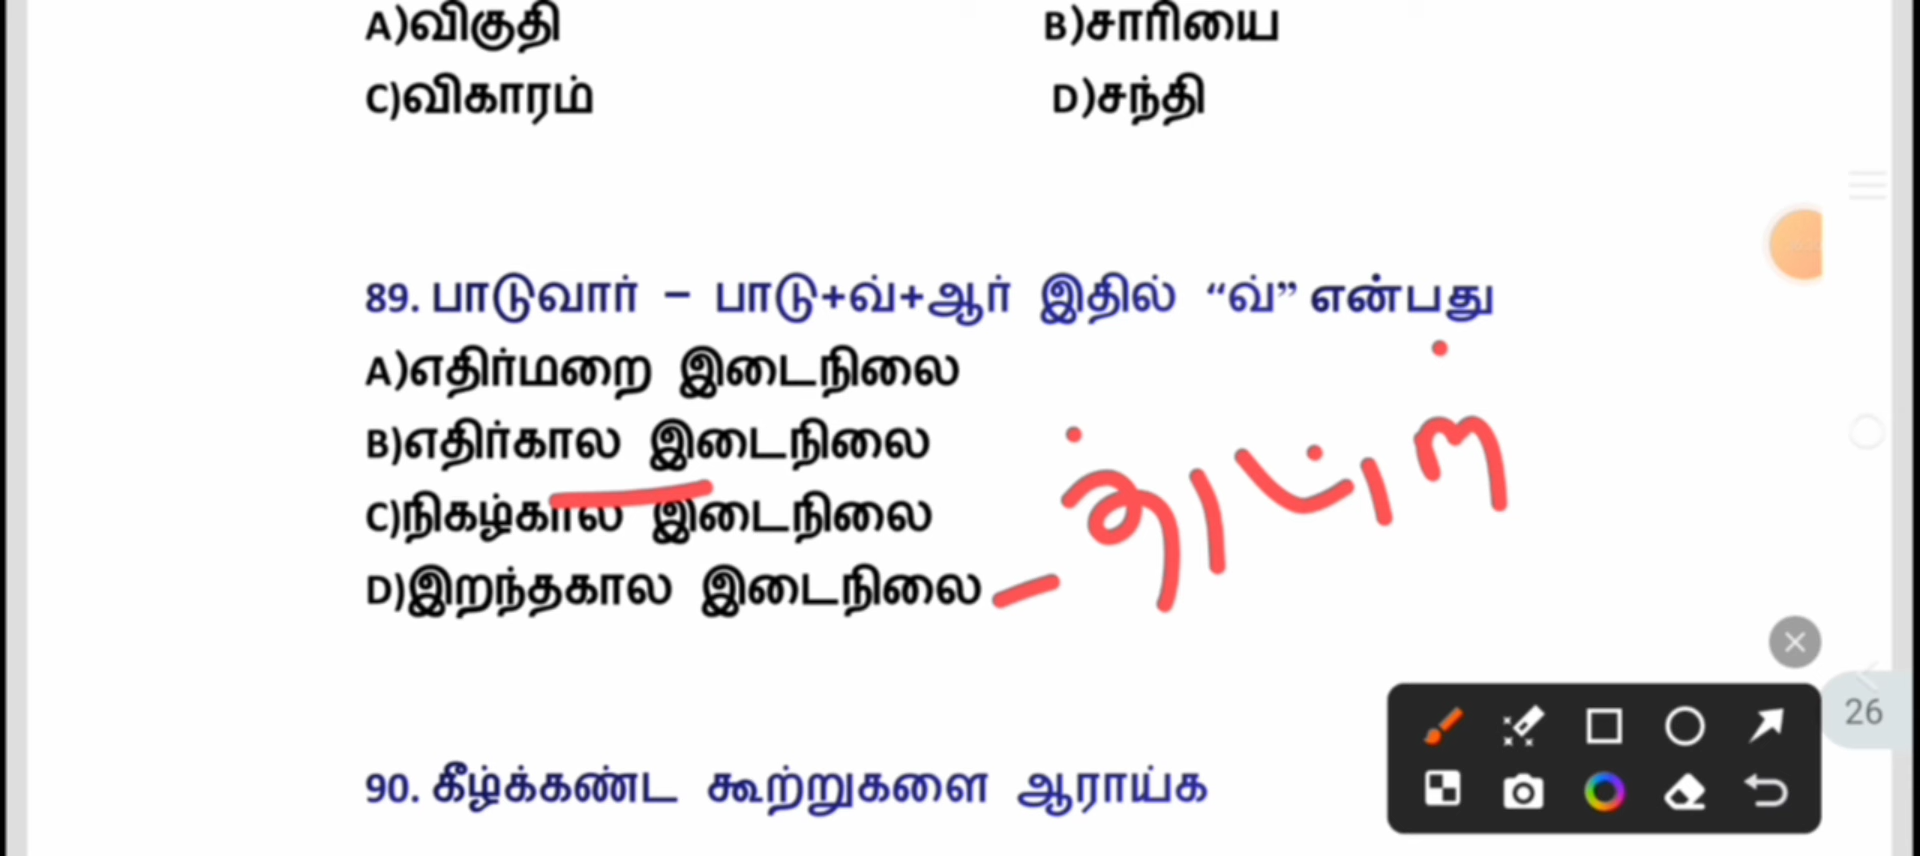 A)விகுதி B)சாரியை
C)விகாரம் D)சந்தி
89. பாடுவார் – பாடு+வ்+ஆர் இதில் “வ்” என்பது
A)எதிர்மறை இடைநிலை
B)எதிர்கால இடைநிலை
C)நிகழ்கால இடைநிலை
D)இறந்தகால இடைநிலை – த் ட் ற்
90. கீழ்க்கண்ட கூற்றுகளை ஆராய்க
26